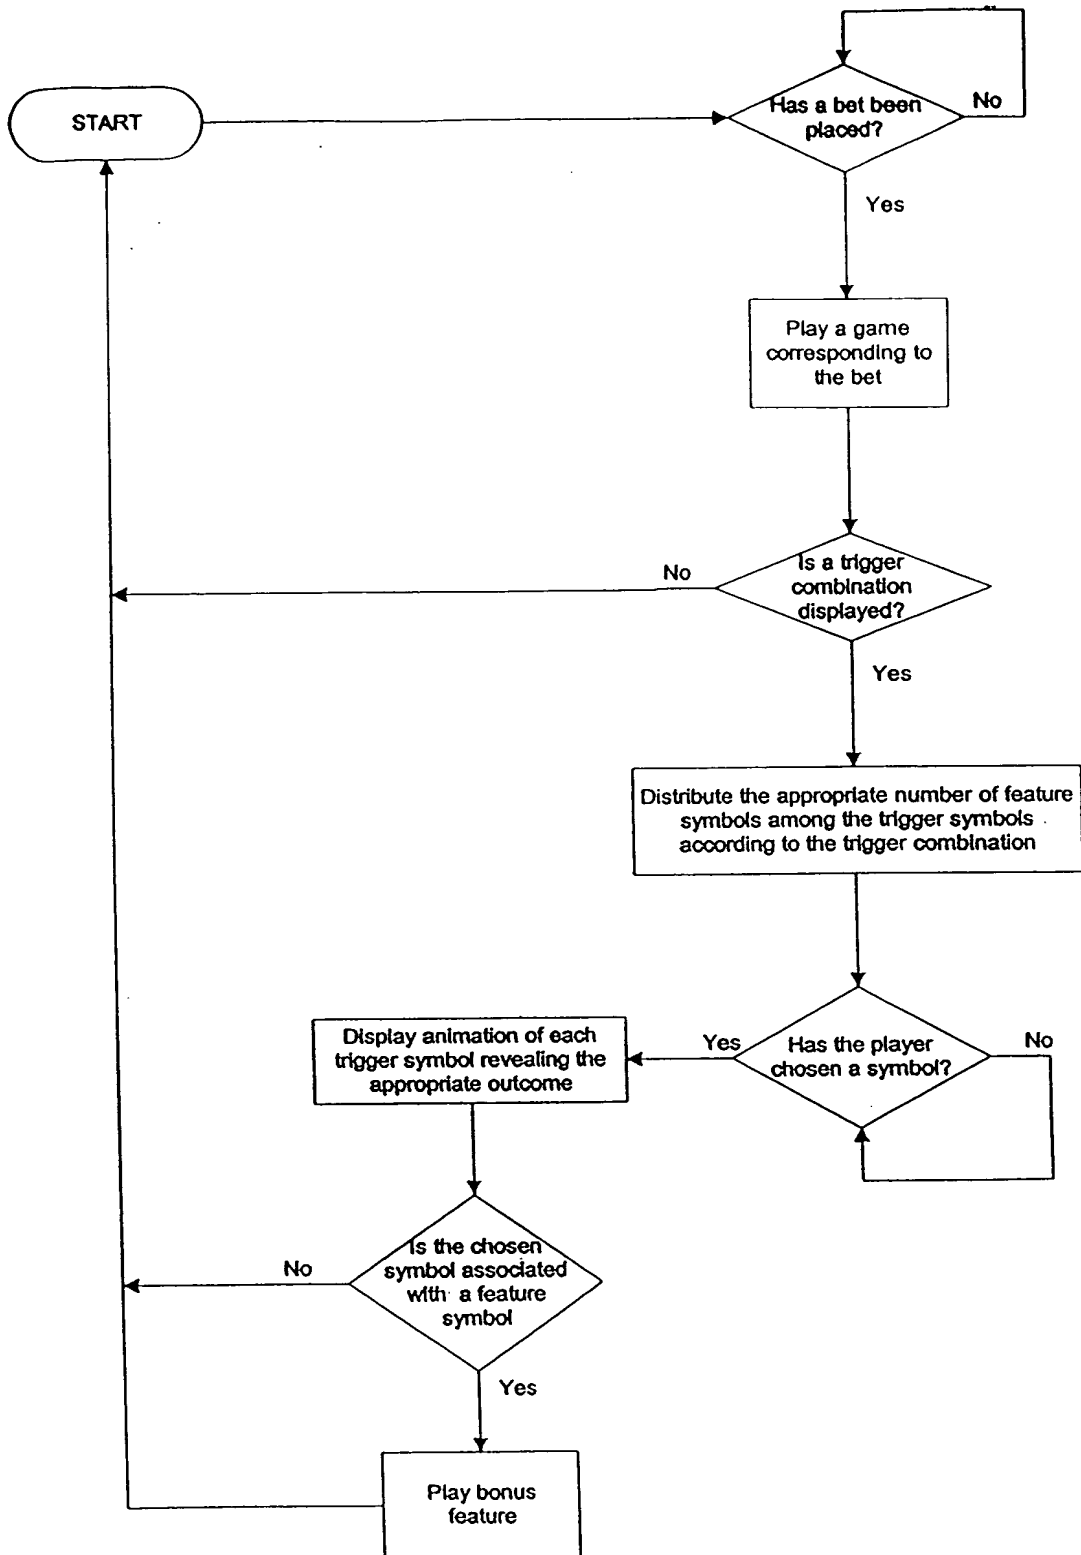 START
Has a bet been
placed?
No
Yes
Play a game
corresponding to
the bet
Is a trigger
combination
displayed?
No
Yes
Distribute the appropriate number of feature
symbols among the trigger symbols
according to the trigger combination
Has the player
chosen a symbol?
Yes
No
Display animation of each
trigger symbol revealing the
appropriate outcome
Is the chosen
symbol associated
with a feature
symbol
No
Yes
Play bonus
feature